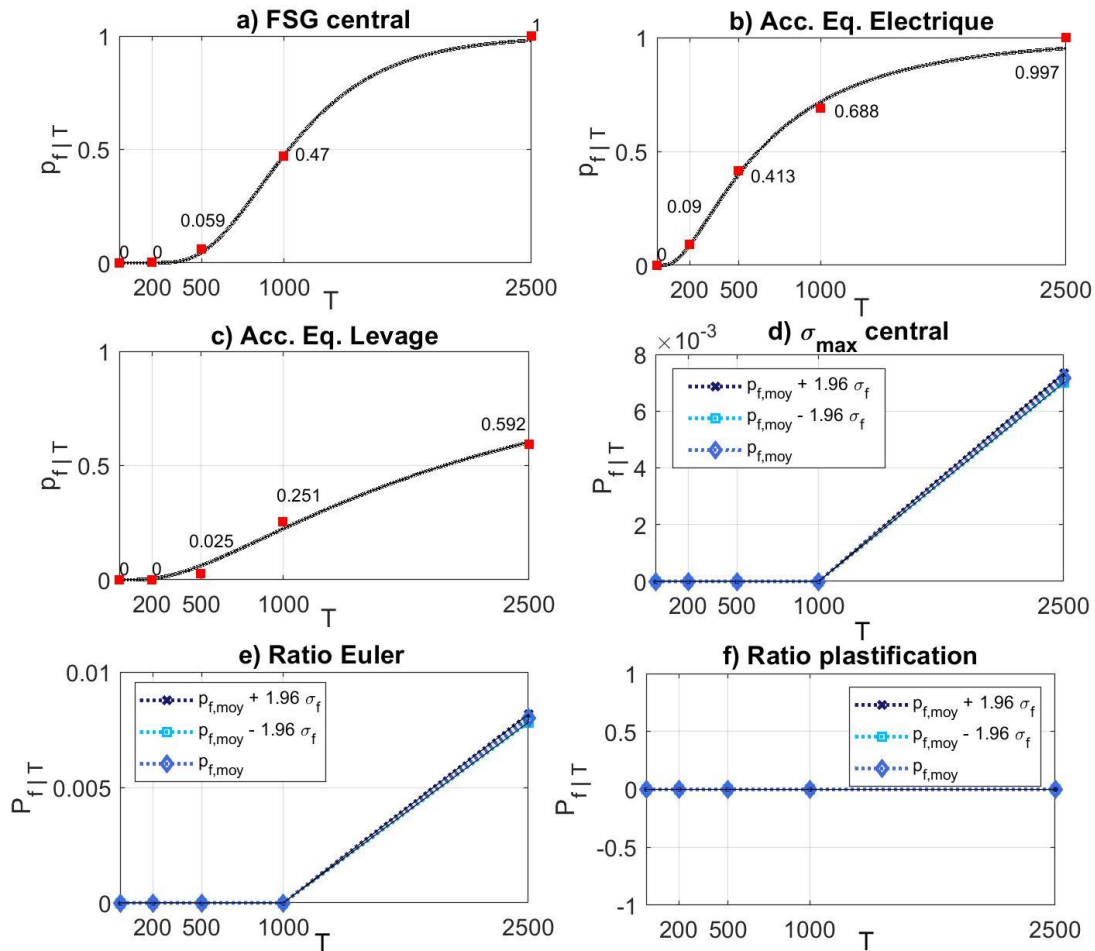 a) FSG central
1
0.5
0
p_f | T
0
0
0.059
0.47
1
200 500 1000 2500
T
b) Acc. Eq. Electrique
1
0.5
0
p_f | T
0
0.09
0.413
0.688
0.997
200 500 1000 2500
T
c) Acc. Eq. Levage
1
0.5
0
p_f | T
0
0
0.025
0.251
0.592
200 500 1000 2500
T
d) σ_max central
×10^-3
8
6
4
2
0
P_f | T
p_f,moy + 1.96 σ_f
p_f,moy - 1.96 σ_f
p_f,moy
200 500 1000 2500
T
e) Ratio Euler
0.01
0.005
0
P_f | T
p_f,moy + 1.96 σ_f
p_f,moy - 1.96 σ_f
p_f,moy
200 500 1000 2500
T
f) Ratio plastification
1
0.5
0
-0.5
-1
P_f | T
p_f,moy + 1.96 σ_f
p_f,moy - 1.96 σ_f
p_f,moy
200 500 1000 2500
T